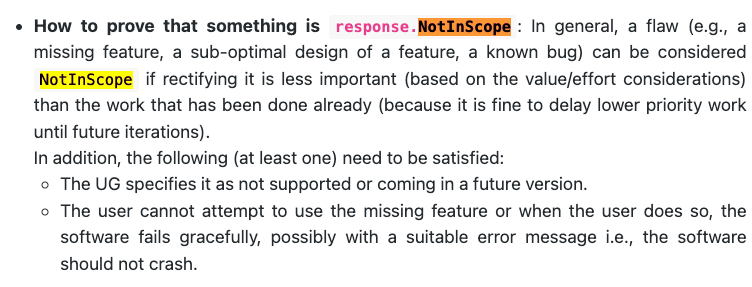 • How to prove that something is response.NotInScope : In general, a flaw (e.g., a
missing feature, a sub-optimal design of a feature, a known bug) can be considered
NotInScope if rectifying it is less important (based on the value/effort considerations)
than the work that has been done already (because it is fine to delay lower priority work
until future iterations).
In addition, the following (at least one) need to be satisfied:
◦ The UG specifies it as not supported or coming in a future version.
◦ The user cannot attempt to use the missing feature or when the user does so, the
software fails gracefully, possibly with a suitable error message i.e., the software
should not crash.